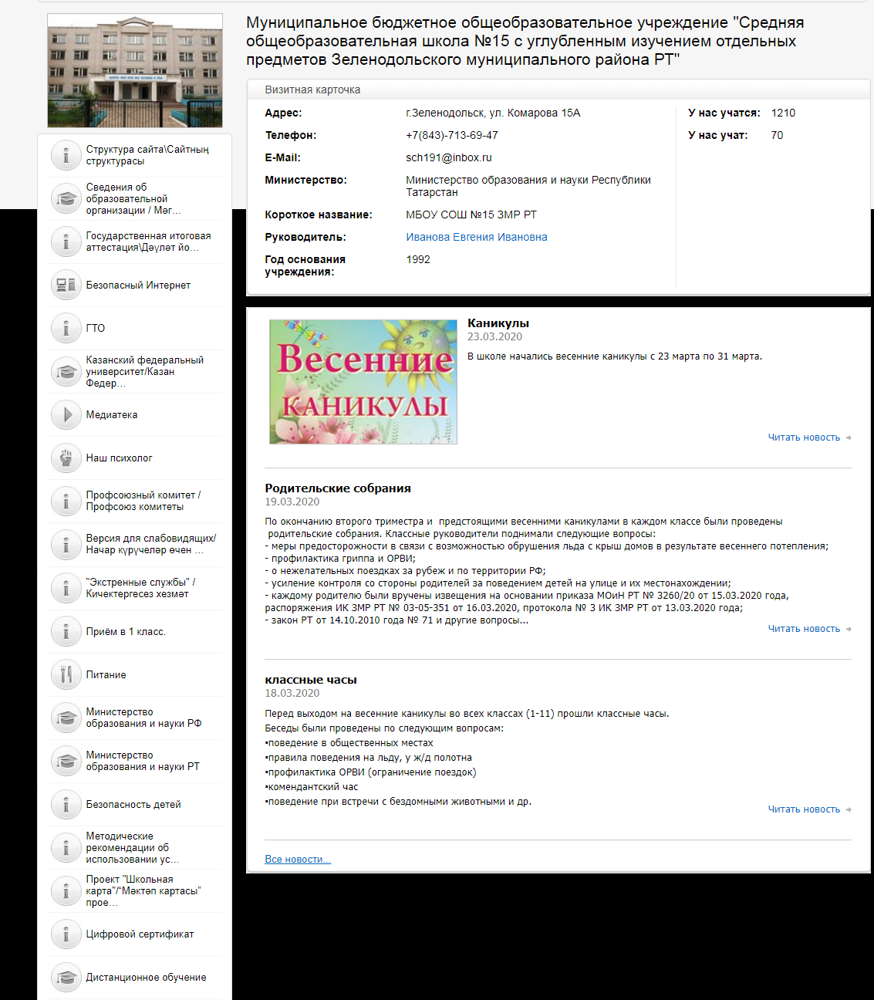 Муниципальное бюджетное общеобразовательное учреждение "Средняя
общеобразовательная школа №15 с углубленным изучением отдельных
предметов Зеленодольского муниципального района РТ"
Структура сайта\Сайтның
структурасы
Сведения об
образовательной
организации / Мәг...
Государственная итоговая
аттестация\Дәүләт йо...
Безопасный Интернет
ГТО
Казанский федеральный
университет/Казан
Федер...
Медиатека
Наш психолог
Профсоюзный комитет /
Профсоюз комитеты
Версия для слабовидящих/
Начар күрүчеләр өчен ...
"Экстренные службы" /
Кичектергесез хезмәт
Приём в 1 класс.
Питание
Министерство
образования и науки РФ
Министерство
образования и науки РТ
Безопасность детей
Методические
рекомендации об
использовании ус...
Проект "Школьная
карта"/“Мәктәп картасы”
прое...
Цифровой сертификат
Дистанционное обучение
Визитная карточка
Адрес: г.Зеленодольск, ул. Комарова 15А
Телефон: +7(843)-713-69-47
E-Mail: sch191@inbox.ru
Министерство: Министерство образования и науки Республики
Татарстан
Короткое название: МБОУ СОШ №15 ЗМР РТ
Руководитель: Иванова Евгения Ивановна
Год основания 1992
учреждения:
У нас учатся: 1210
У нас учат: 70
Весенние
каникулы
Каникулы
23.03.2020
В школе начались весенние каникулы с 23 марта по 31 марта.
Читать новость
Родительские собрания
19.03.2020
По окончанию второго триместра и предстоящими весенними каникулами в каждом классе были проведены
родительские собрания. Классные руководители поднимали следующие вопросы:
- меры предосторожности в связи с возможностью обрушения льда с крыш домов в результате весеннего потепления;
- профилактика гриппа и ОРВИ;
- о нежелательных поездках за рубеж и по территории РФ;
- усиление контроля со стороны родителей за поведением детей на улице и их местонахождении;
- каждому родителю были вручены извещения на основании приказа МОиН РТ № 3260/20 от 15.03.2020 года,
распоряжения ИК ЗМР РТ № 03-05-351 от 16.03.2020, протокола № 3 ИК ЗМР РТ от 13.03.2020 года;
- закон РТ от 14.10.2010 года № 71 и другие вопросы...
Читать новость
классные часы
18.03.2020
Перед выходом на весенние каникулы во всех классах (1-11) прошли классные часы.
Беседы были проведены по следующим вопросам:
•поведение в общественных местах
•правила поведения на льду, у ж/д полотна
•профилактика ОРВИ (ограничение поездок)
•комендантский час
•поведение при встречи с бездомными животными и др.
Читать новость
Все новости...